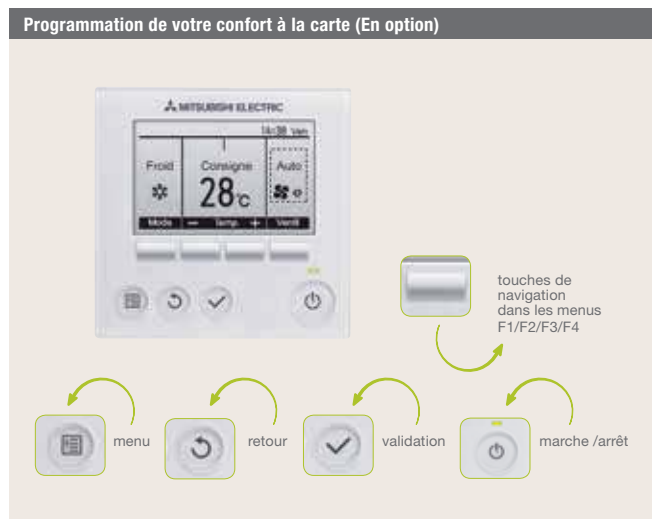 Programmation de votre confort à la carte (En option)
MITSUBISHI ELECTRIC
14:38 Ven
Froid
Consigne
Auto
28°C
Mode – Temp. + Ventil
touches de
navigation
dans les menus
F1/F2/F3/F4
menu
retour
validation
marche /arrêt